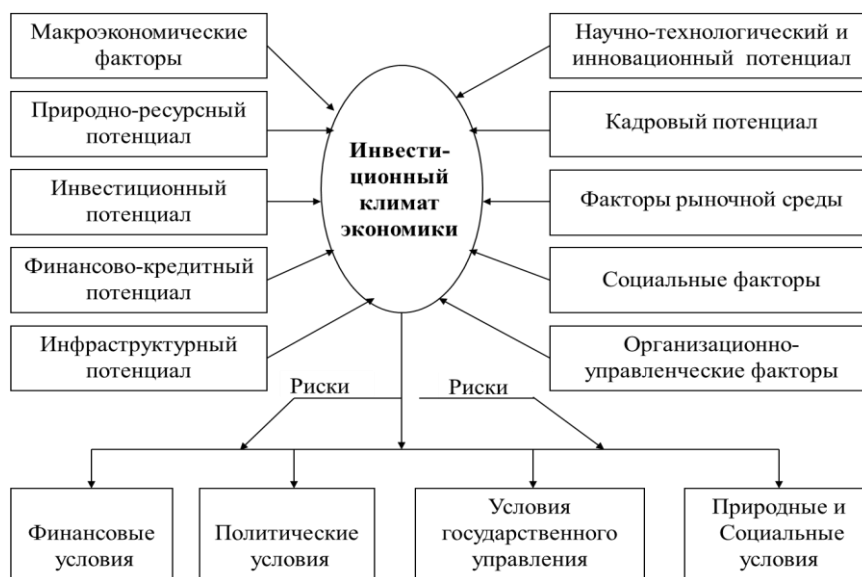 Макроэкономические
факторы
Природно-ресурсный
потенциал
Инвестиционный
потенциал
Финансово-кредитный
потенциал
Инфраструктурный
потенциал
Инвести-
ционный
климат
экономики
Научно-технологический и
инновационный потенциал
Кадровый потенциал
Факторы рыночной среды
Социальные факторы
Организационно-
управленческие факторы
Риски
Риски
Финансовые
условия
Политические
условия
Условия
государственного
управления
Природные и
Социальные
условия